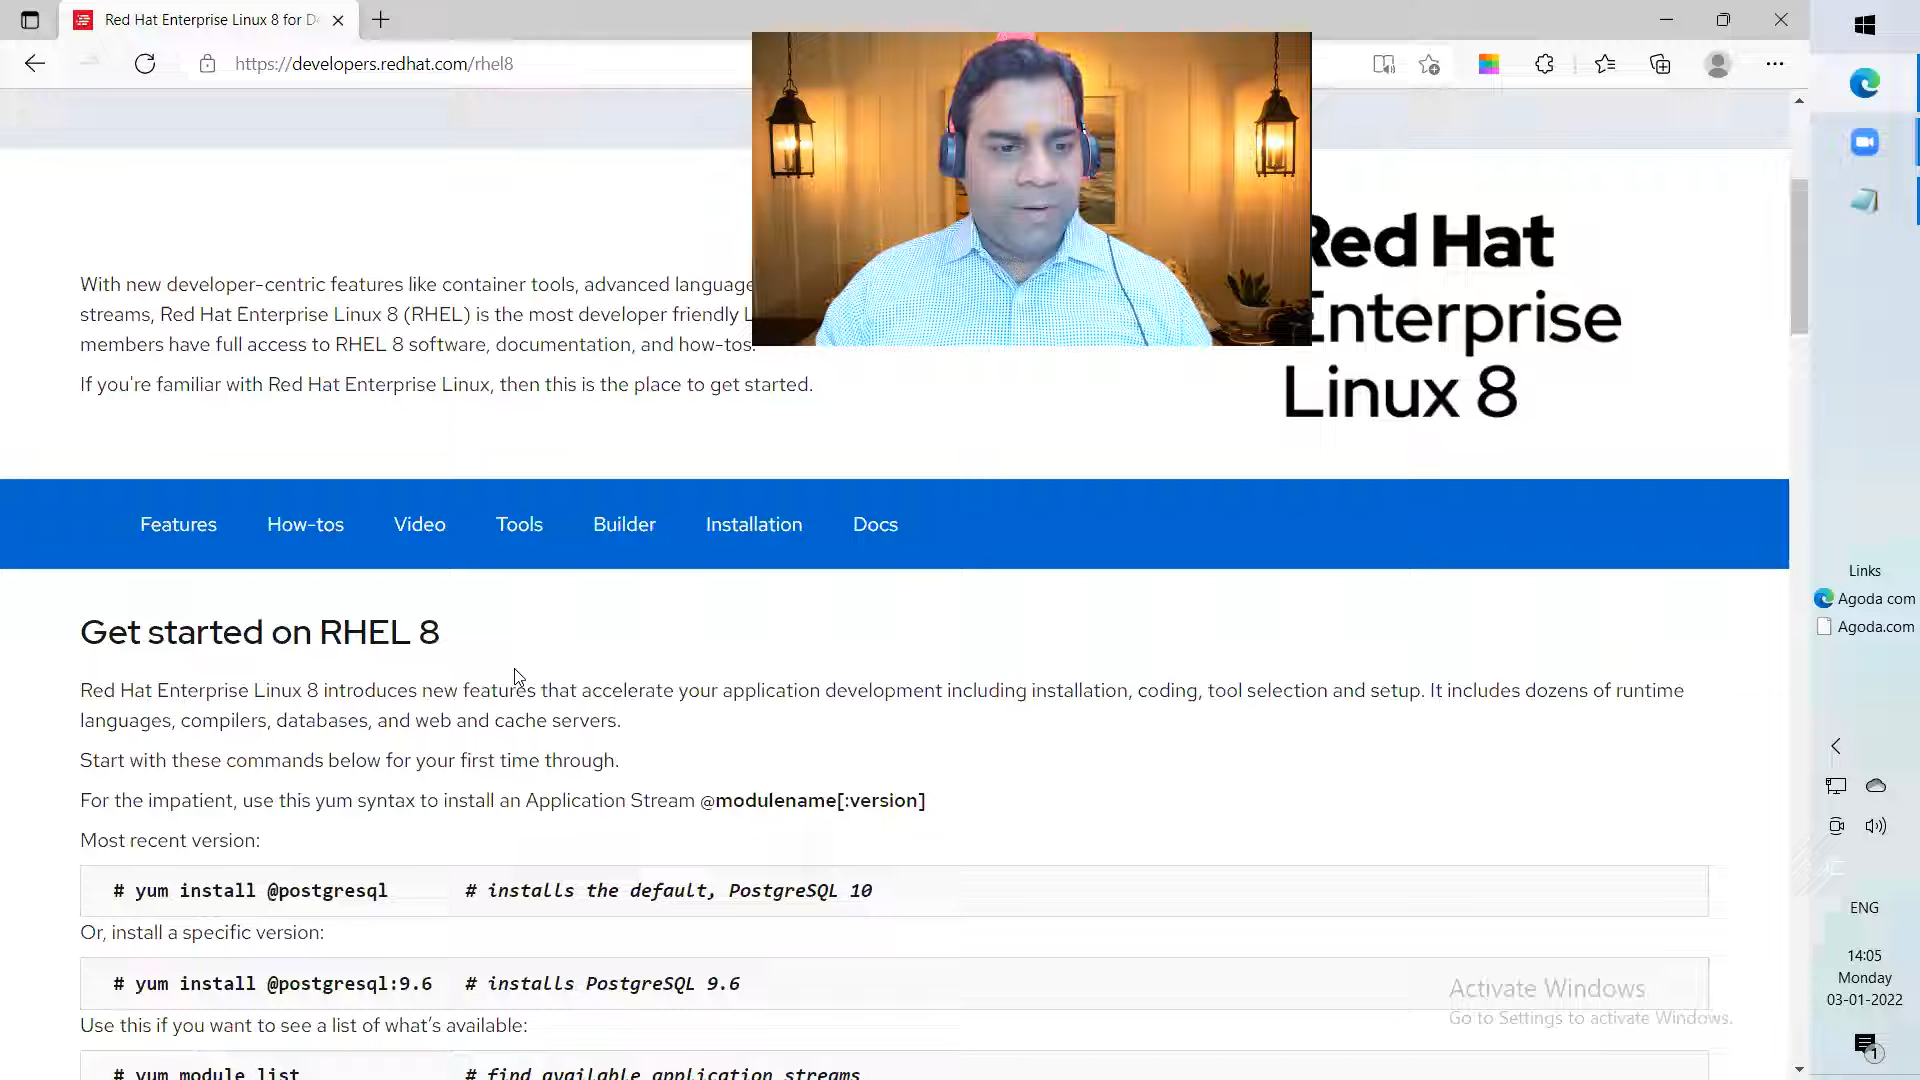 Red Hat Enterprise Linux 8 for D
https://developers.redhat.com/rhel8
With new developer-centric features like container tools, advanced language
streams, Red Hat Enterprise Linux 8 (RHEL) is the most developer friendly L
members have full access to RHEL 8 software, documentation, and how-tos.
If you're familiar with Red Hat Enterprise Linux, then this is the place to get started.
Red Hat
Enterprise
Linux 8
Features How-tos Video Tools Builder Installation Docs
Get started on RHEL 8
Red Hat Enterprise Linux 8 introduces new features that accelerate your application development including installation, coding, tool selection and setup. It includes dozens of runtime
languages, compilers, databases, and web and cache servers.
Start with these commands below for your first time through.
For the impatient, use this yum syntax to install an Application Stream @modulename[:version]
Most recent version:
# yum install @postgresql # installs the default, PostgreSQL 10
Or, install a specific version:
# yum install @postgresql:9.6 # installs PostgreSQL 9.6
Use this if you want to see a list of what's available:
# yum module list # find available application streams
Activate Windows
Go to Settings to activate Windows.
Links
Agoda com
Agoda.com
ENG
14:05
Monday
03-01-2022
1